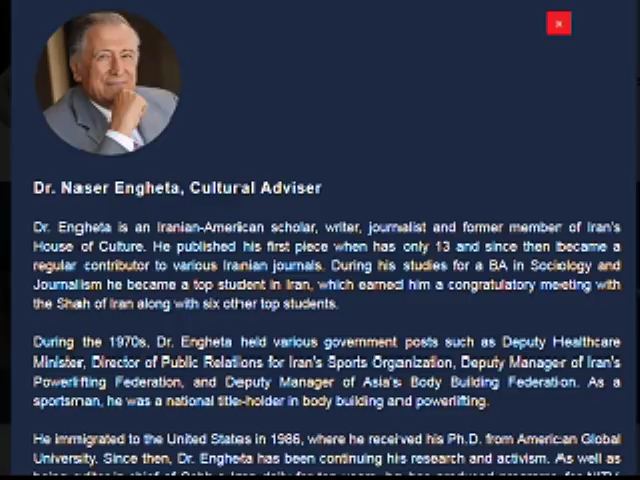 Dr. Naser Engheta, Cultural Adviser
Dr. Engheta is an Iranian-American scholar, writer, journalist and former member of Iran's
House of Culture. He published his first piece when has only 13 and since then became a
regular contributor to various Iranian journals. During his studies for a BA in Sociology and
Journalism he became a top student in Iran, which earned him a congratulatory meeting with
the Shah of Iran along with six other top students.
During the 1970s, Dr. Engheta held various government posts such as Deputy Healthcare
Minister, Director of Public Relations for Iran's Sports Organization, Deputy Manager of Iran's
Powerlifting Federation, and Deputy Manager of Asia's Body Building Federation. As a
sportsman, he was a national title-holder in body building and powerlifting.
He immigrated to the United States in 1986, where he received his Ph.D. from American Global
University. Since then, Dr. Engheta has been continuing his research and activism. As well as